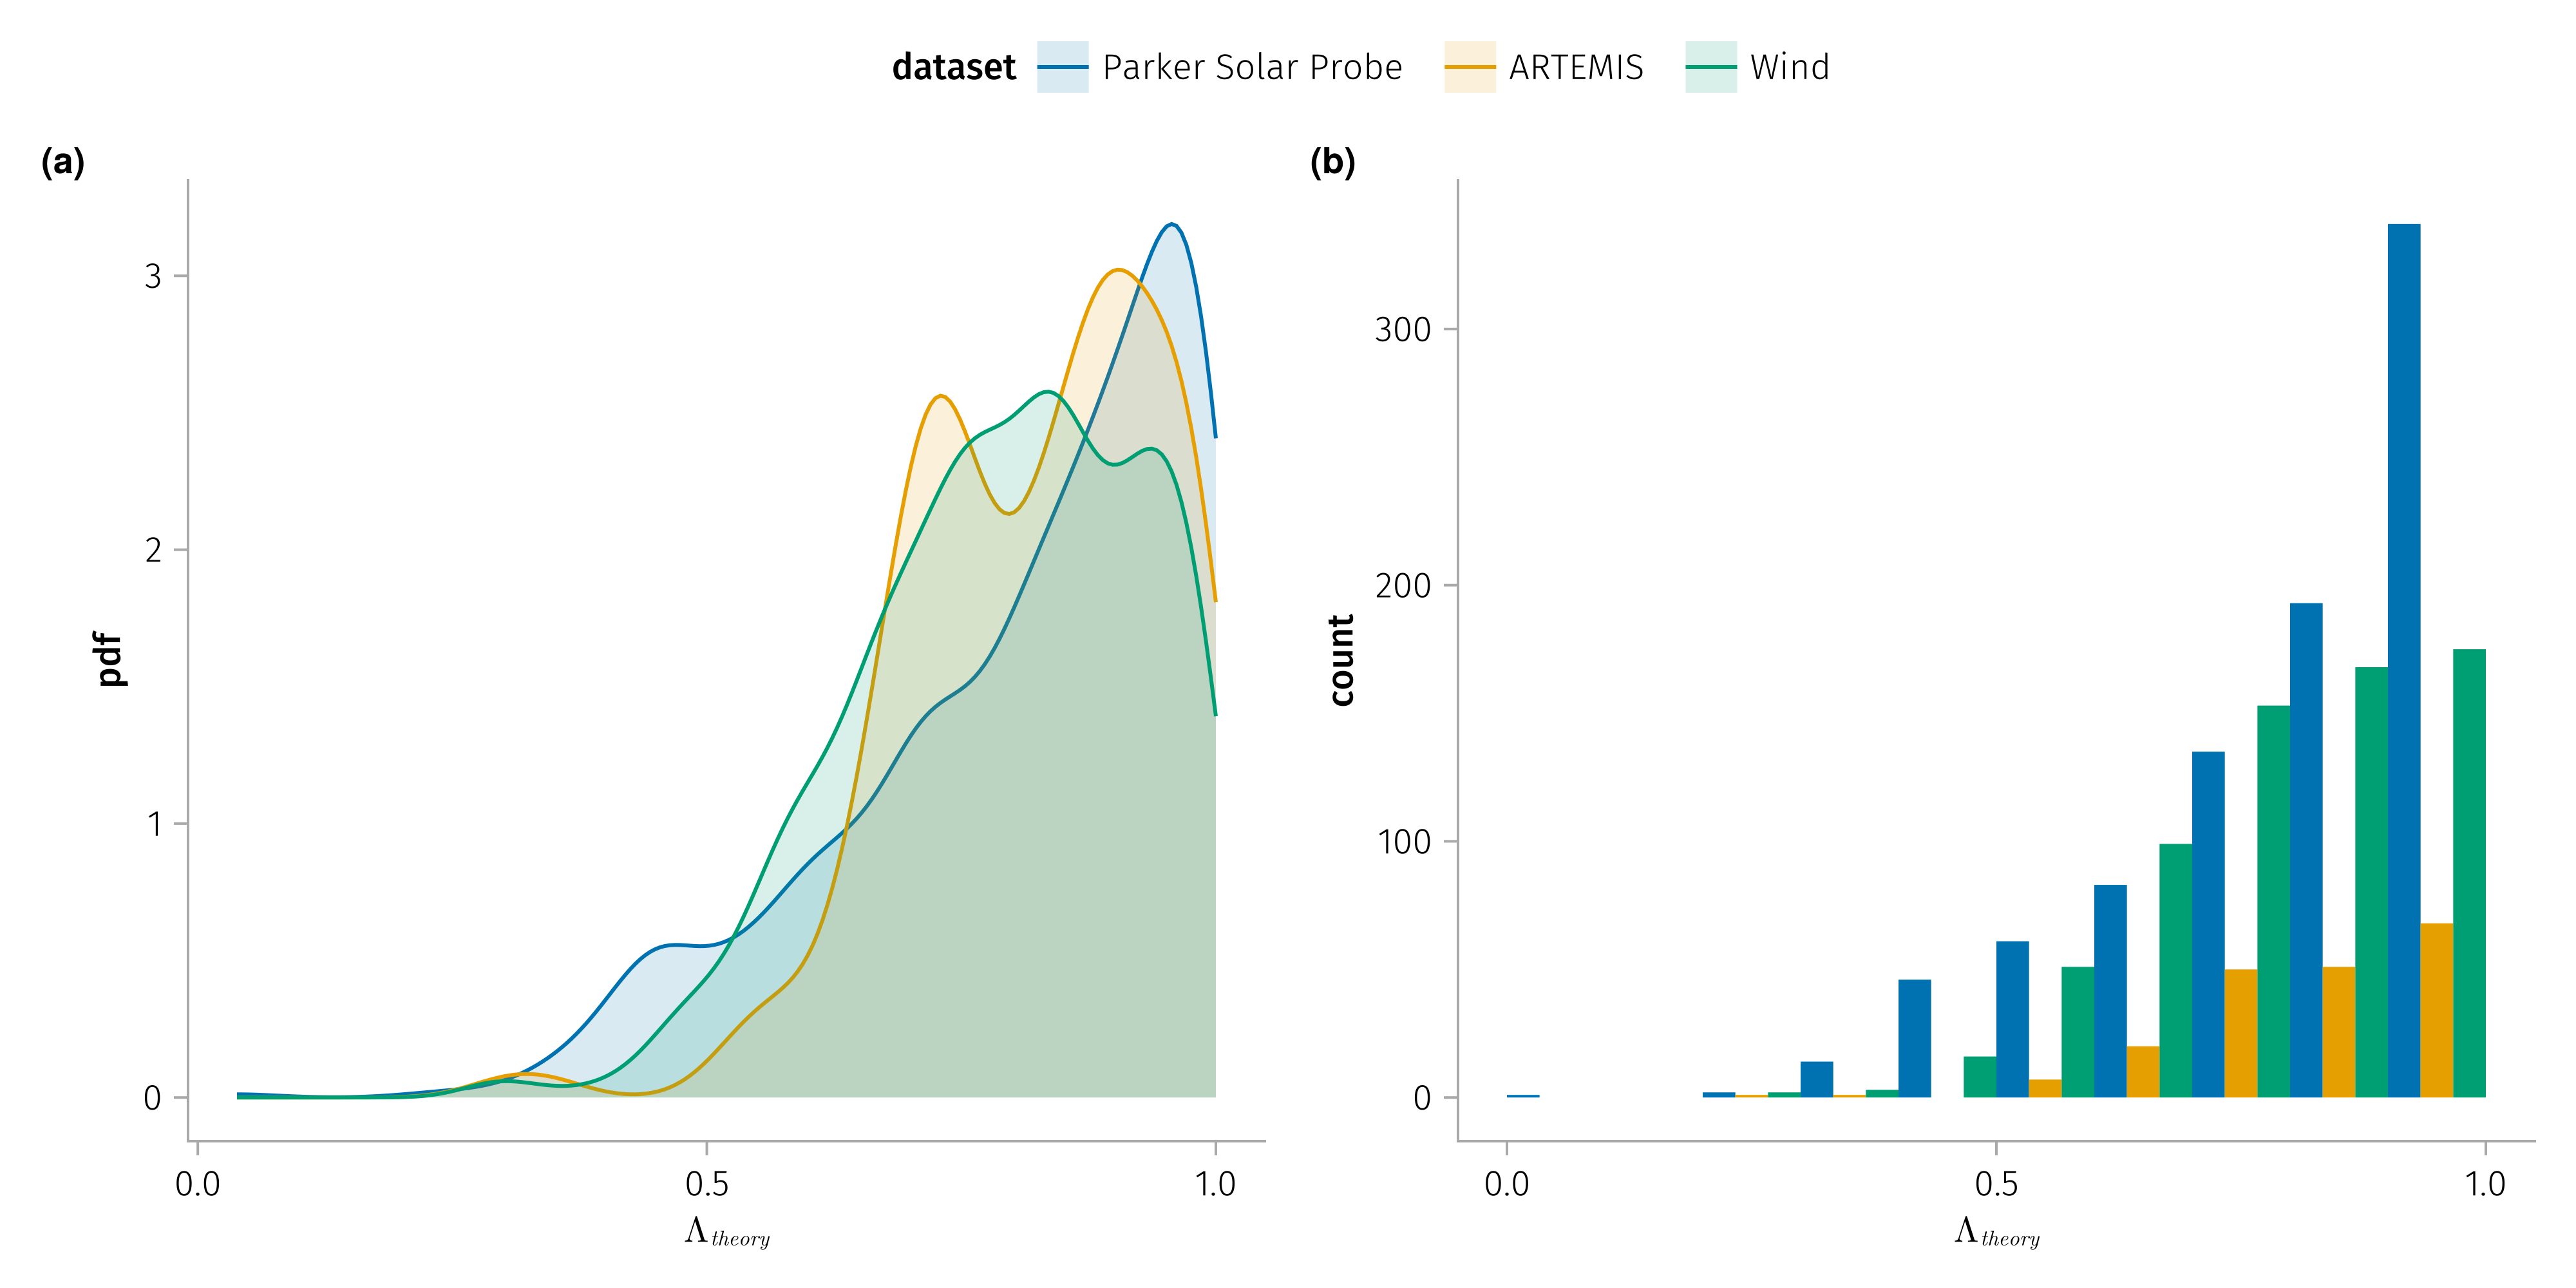 dataset Parker Solar Probe ARTEMIS Wind
(a)
3
2
1
0
pdf
0.0 0.5 1.0
Λtheory
(b)
300
200
100
0
count
0.0 0.5 1.0
Λtheory